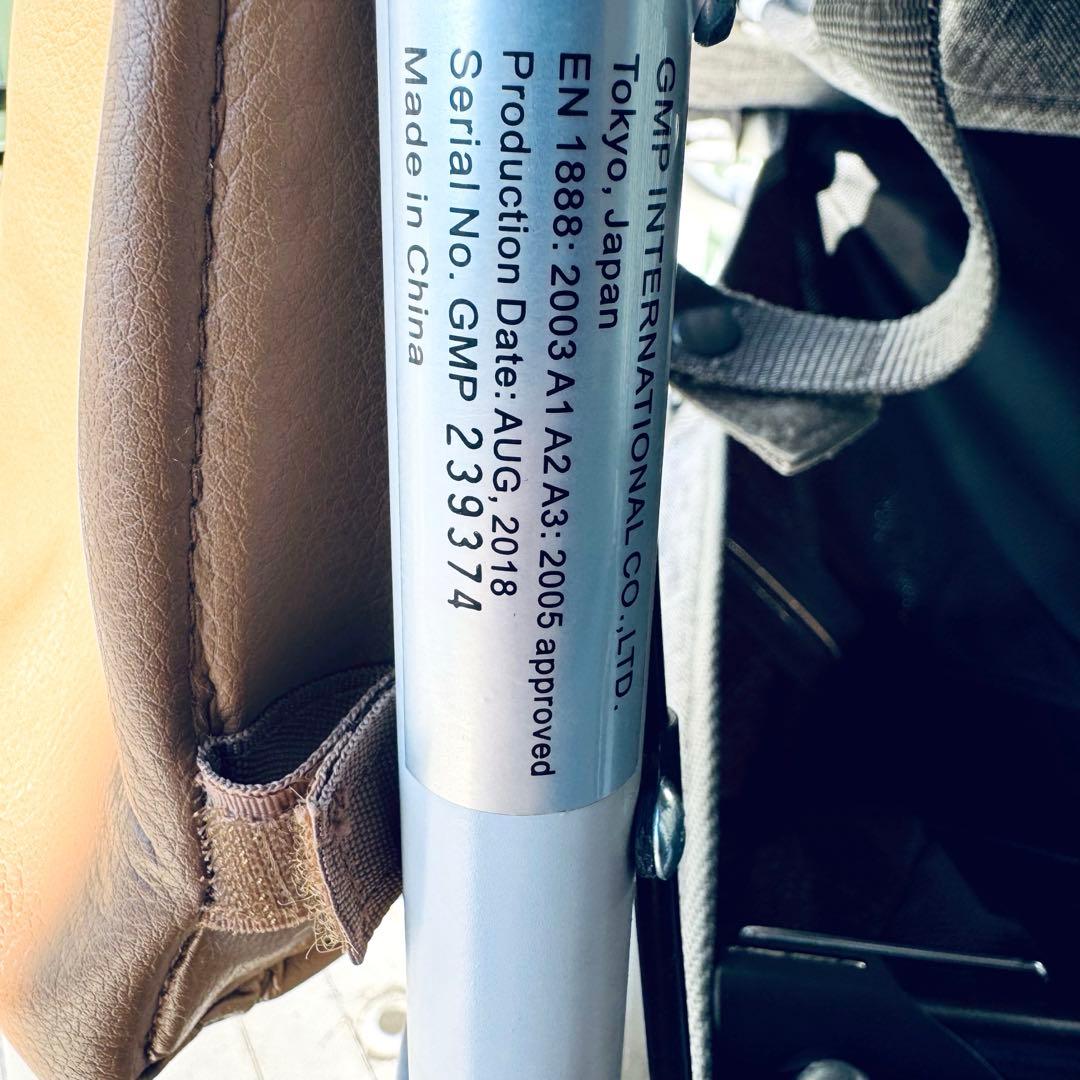 GMP INTERNATIONAL CO.,LTD.
Tokyo, Japan
EN 1888: 2003 A1 A2 A3: 2005 approved
Production Date: AUG, 2018
Serial No. GMP 239374
Made in China